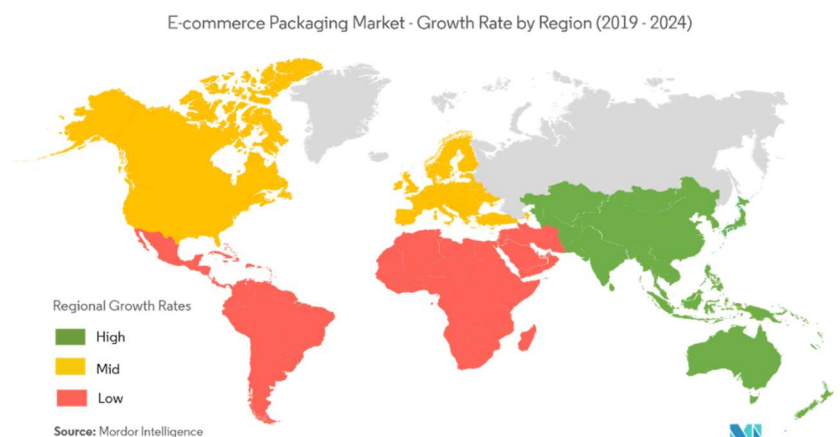 E-commerce Packaging Market - Growth Rate by Region (2019 - 2024)
Regional Growth Rates
High
Mid
Low
Source: Mordor Intelligence